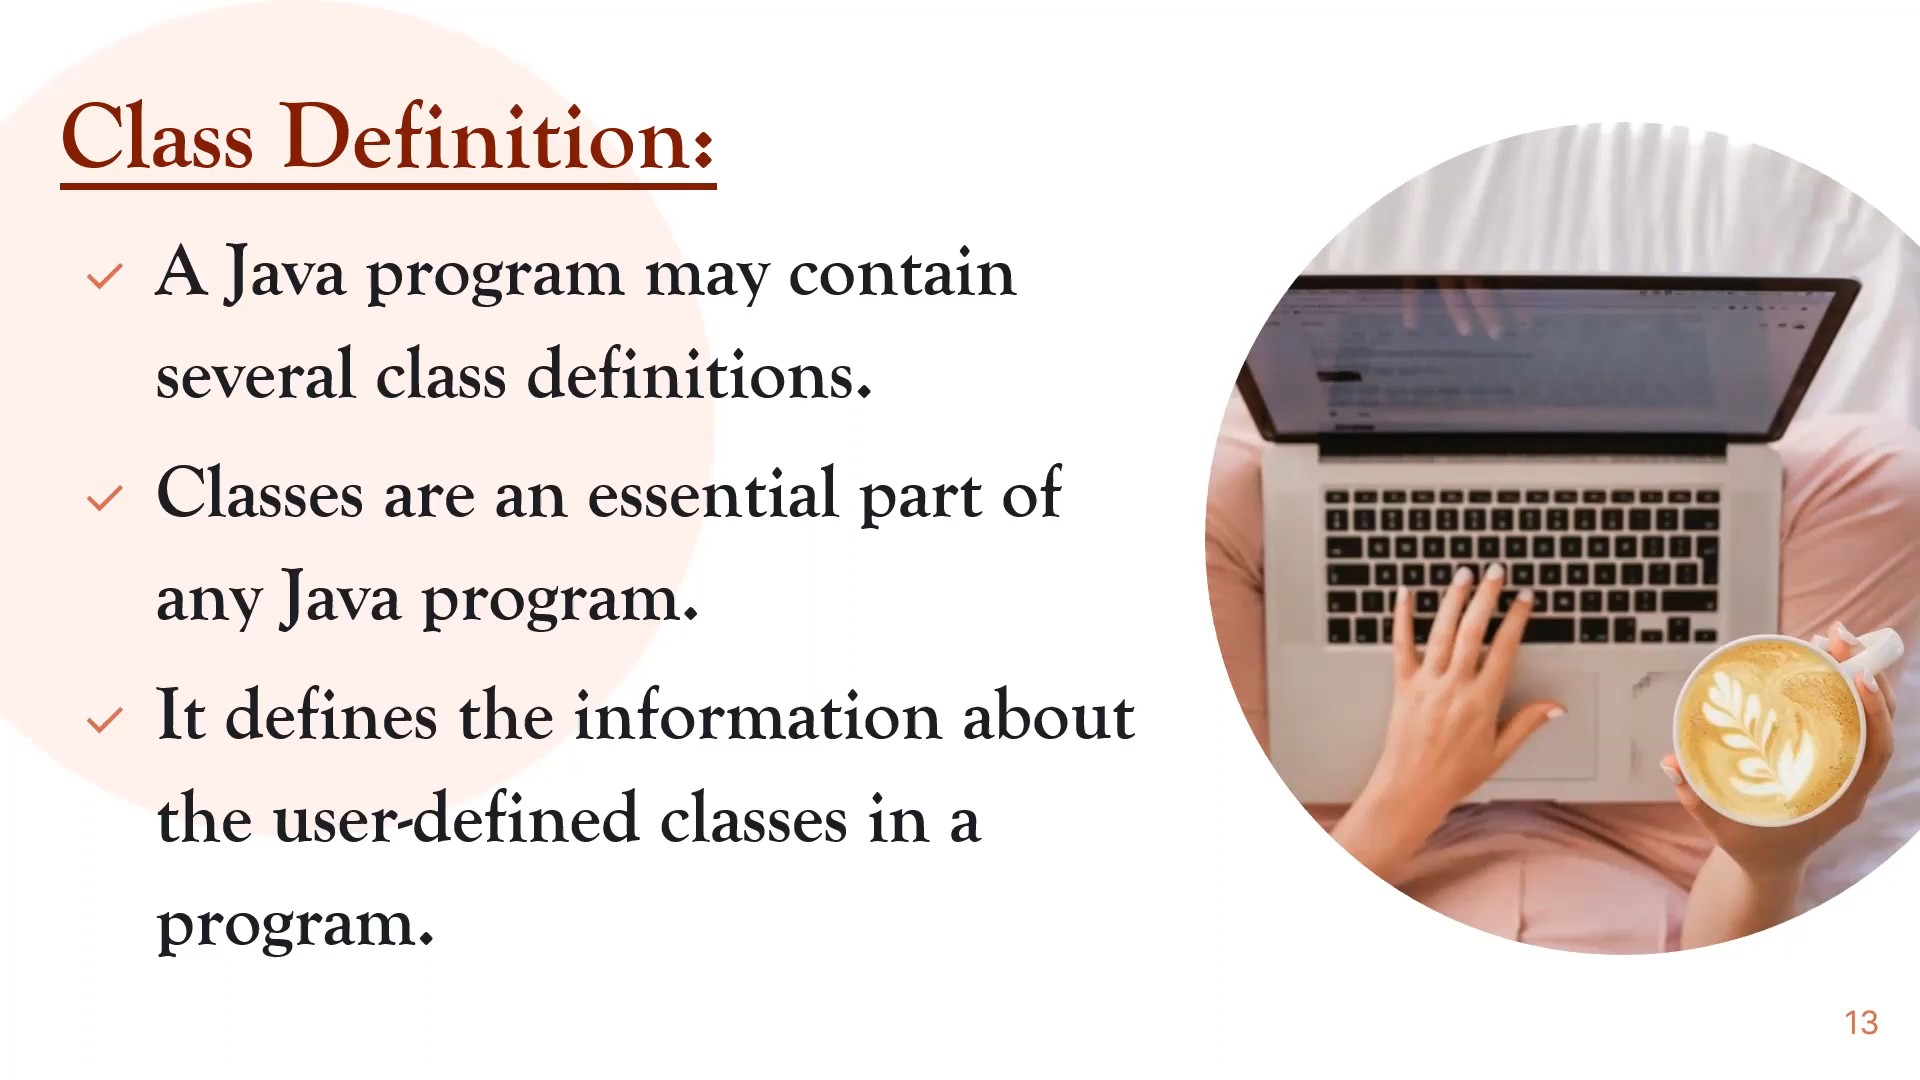 Class Definition:
A Java program may contain
several class definitions.
Classes are an essential part of
any Java program.
It defines the information about
the user-defined classes in a
program.
13